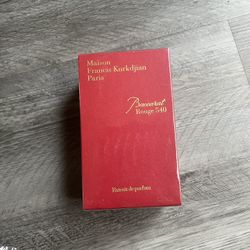 Maison
Francis Kurkdjian
Paris
Baccarat
Rouge 540
Extrait de parfum